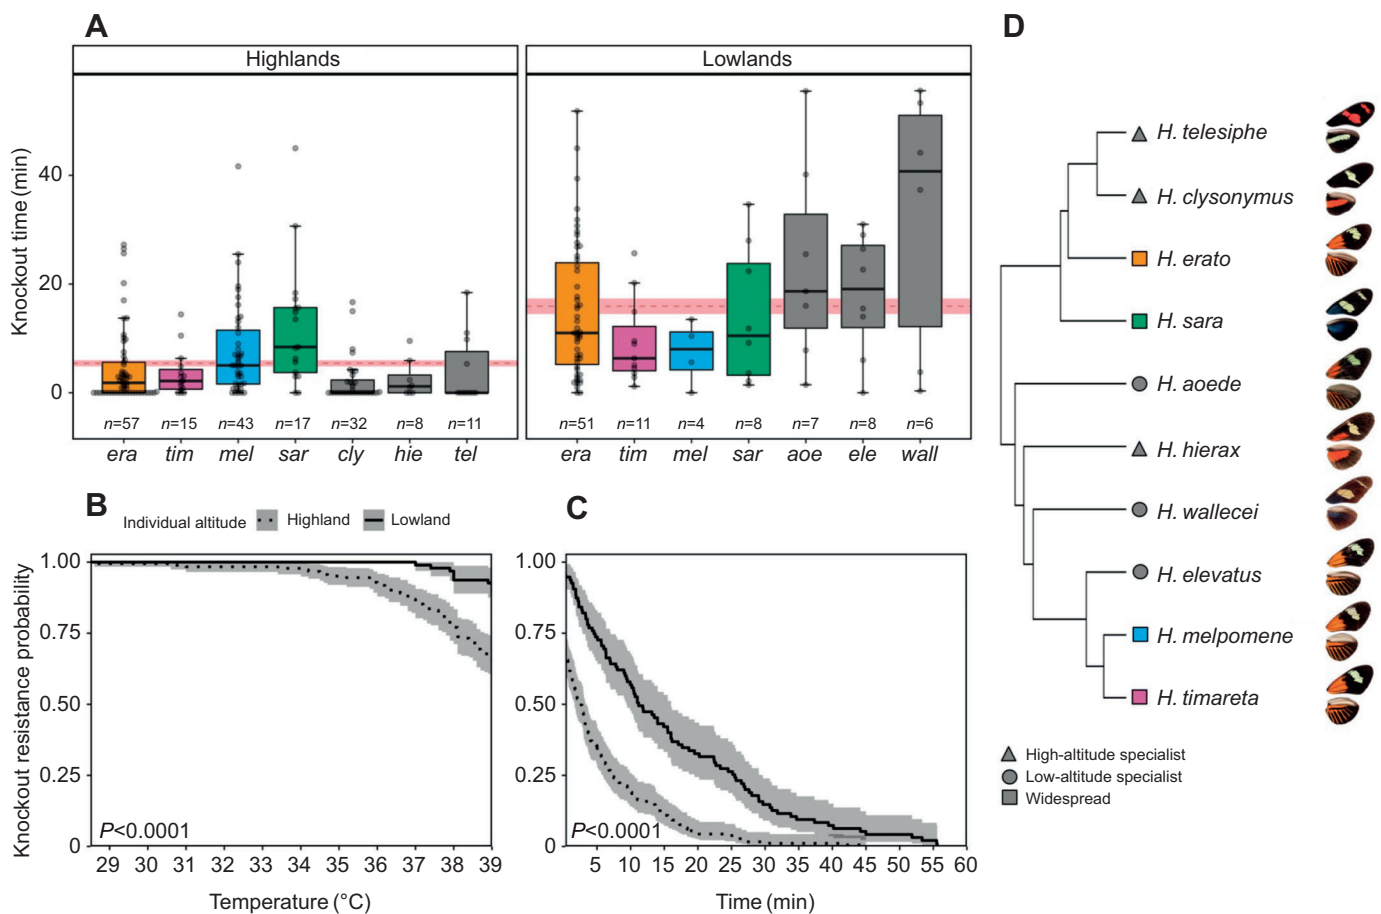 A
Highlands
Lowlands
Knockout time (min)
40
20
0
n=57 n=15 n=43 n=17 n=32 n=8 n=11
n=51 n=11 n=4 n=8 n=7 n=8 n=6
era tim mel sar cly hie tel
era tim mel sar aoe ele wall
B
Individual altitude Highland Lowland
Knockout resistance probability
1.00
0.75
0.50
0.25
0
P<0.0001
29 30 31 32 33 34 35 36 37 38 39
Temperature (°C)
C
1.00
0.75
0.50
0.25
0
P<0.0001
5 10 15 20 25 30 35 40 45 50 55 60
Time (min)
D
H. telesiphe
H. clysonymus
H. erato
H. sara
H. aoede
H. hierax
H. wallecei
H. elevatus
H. melpomene
H. timareta
High-altitude specialist
Low-altitude specialist
Widespread